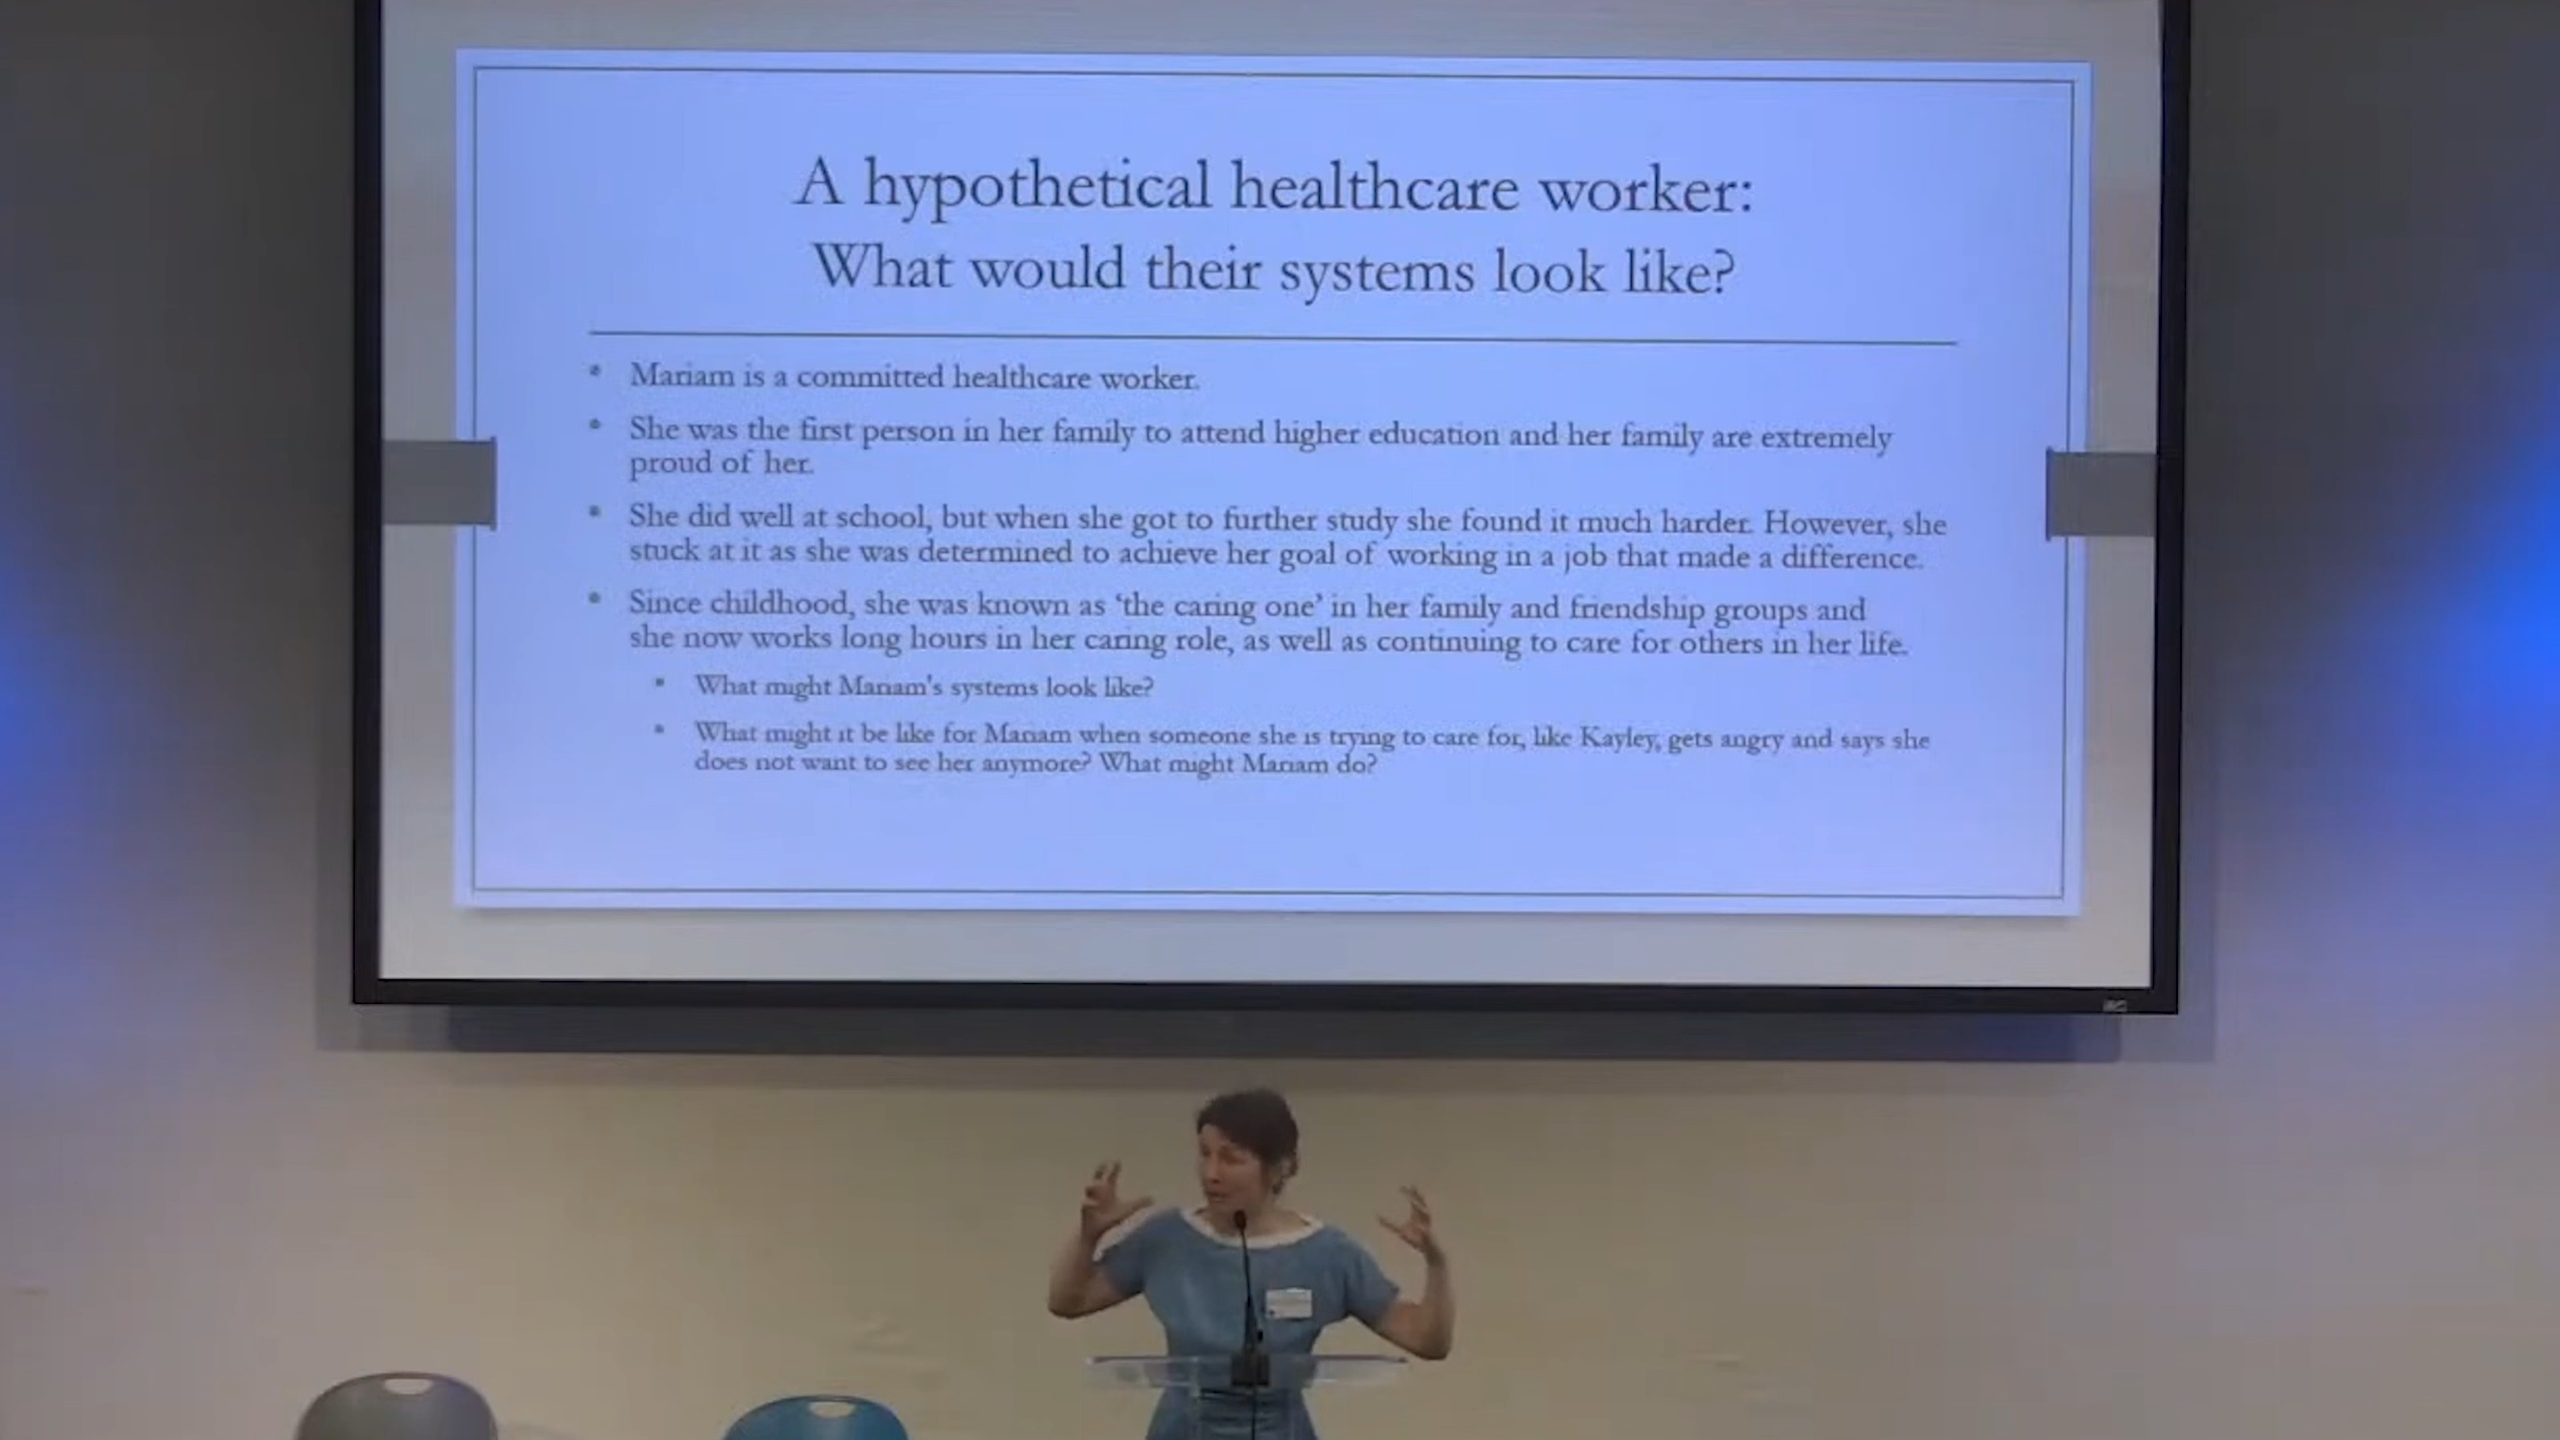 A hypothetical healthcare worker:
What would their systems look like?
Mariam is a committed healthcare worker.
She was the first person in her family to attend higher education and her family are extremely
proud of her.
She did well at school, but when she got to further study she found it much harder. However, she
stuck at it as she was determined to achieve her goal of working in a job that made a difference.
Since childhood, she was known as ‘the caring one’ in her family and friendship groups and
she now works long hours in her caring role, as well as continuing to care for others in her life.
What might Mariam's systems look like?
What might it be like for Mariam when someone she is trying to care for, like Kayley, gets angry and says she
does not want to see her anymore? What might Mariam do?